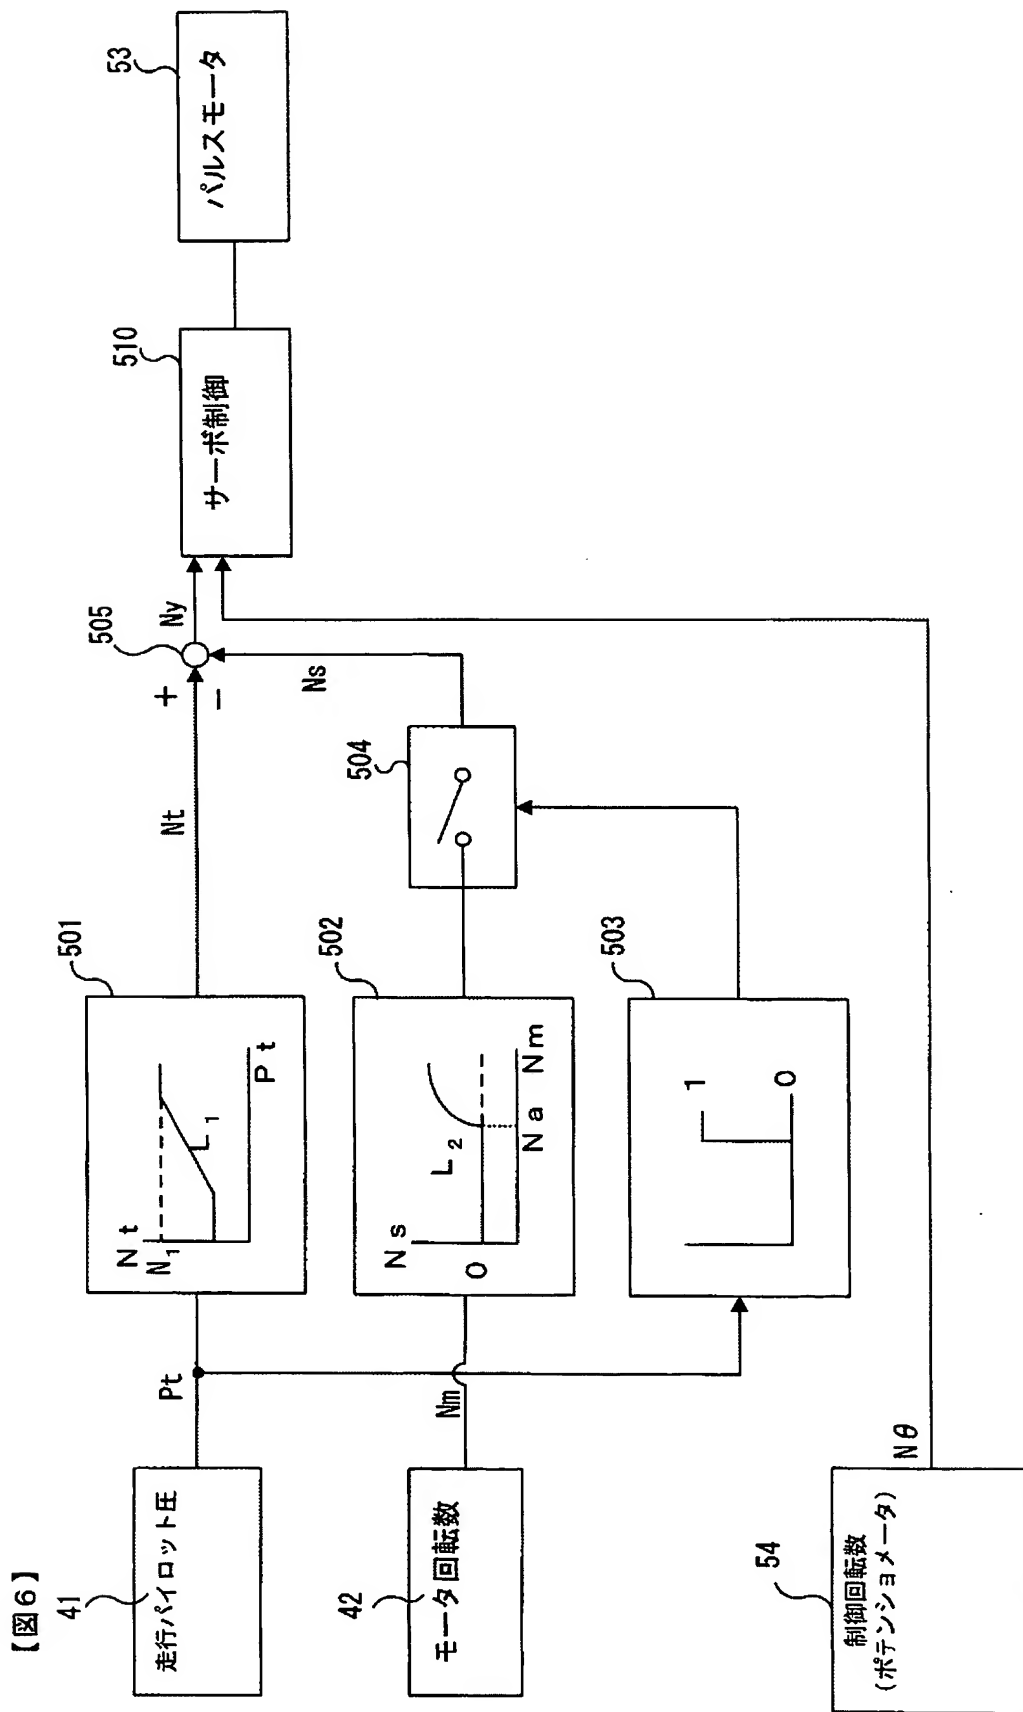 【図6】
41
走行パイロット圧
Pt
501
Nt
N1
L1
Pt
Nt
+
-
505
Ny
510
サーボ制御
53
パルスモータ
42
モータ回転数
Nm
502
Ns
0
L2
Na Nm
504
Ns
503
1
0
54
制御回転数
(ポテンショメータ)
Nθ